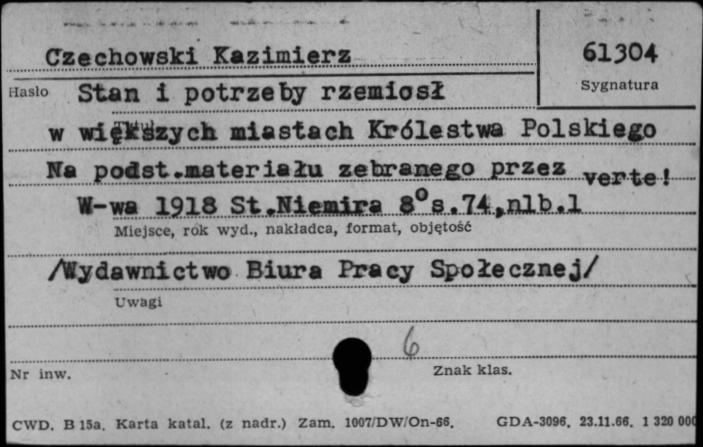 Czechowski Kazimierz 61304
Hasło Stan i potrzeby rzemiosł Sygnatura
w większych miastach Królestwa Polskiego
Na podst.materiału zebranego przez verte!
W-wa 1918 St.Niemira 8°s.74,nlb.1
Miejsce, rok wyd., nakładca, format, objętość
/Wydawnictwo Biura Pracy Społecznej/
Uwagi
6
Nr inw. Znak klas.
CWD. B 15a. Karta katal. (z nadr.) Zam. 1007/DW/On-66. GDA-3096. 23.11.66. 1 320 000